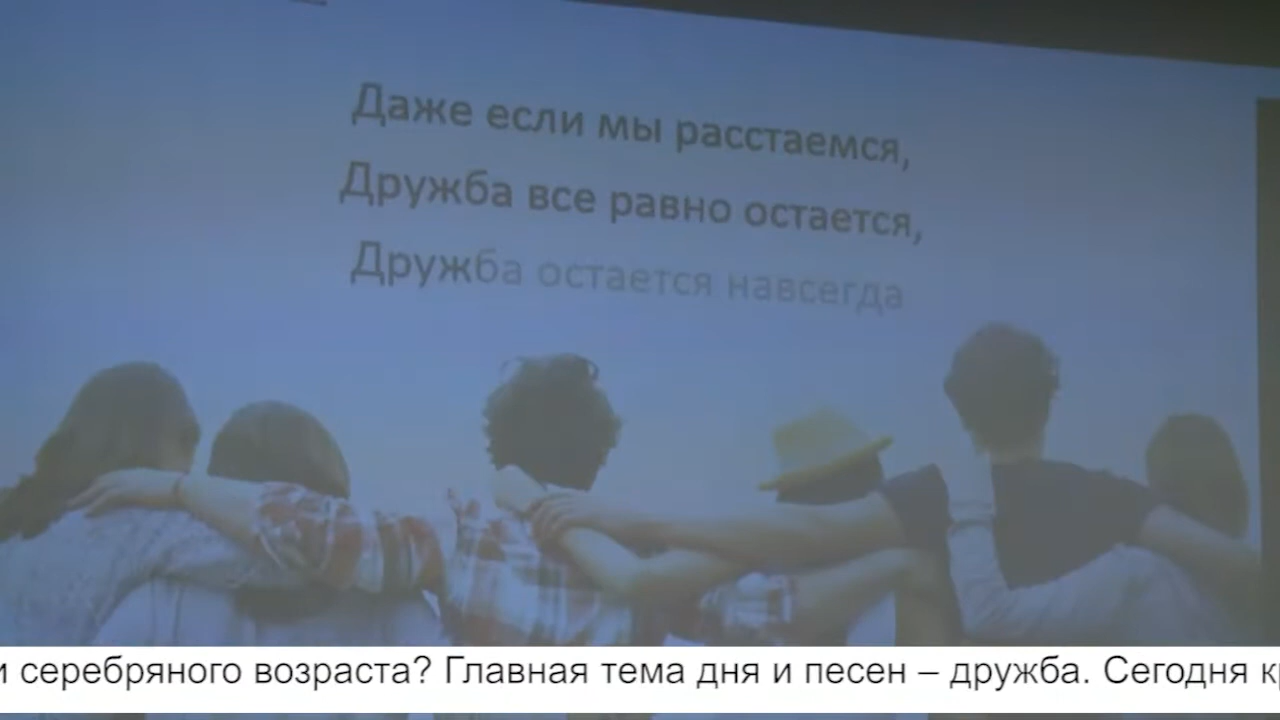 Даже если мы расстаемся,
Дружба все равно остается,
Дружба остается навсегда
и серебряного возраста? Главная тема дня и песен – дружба. Сегодня